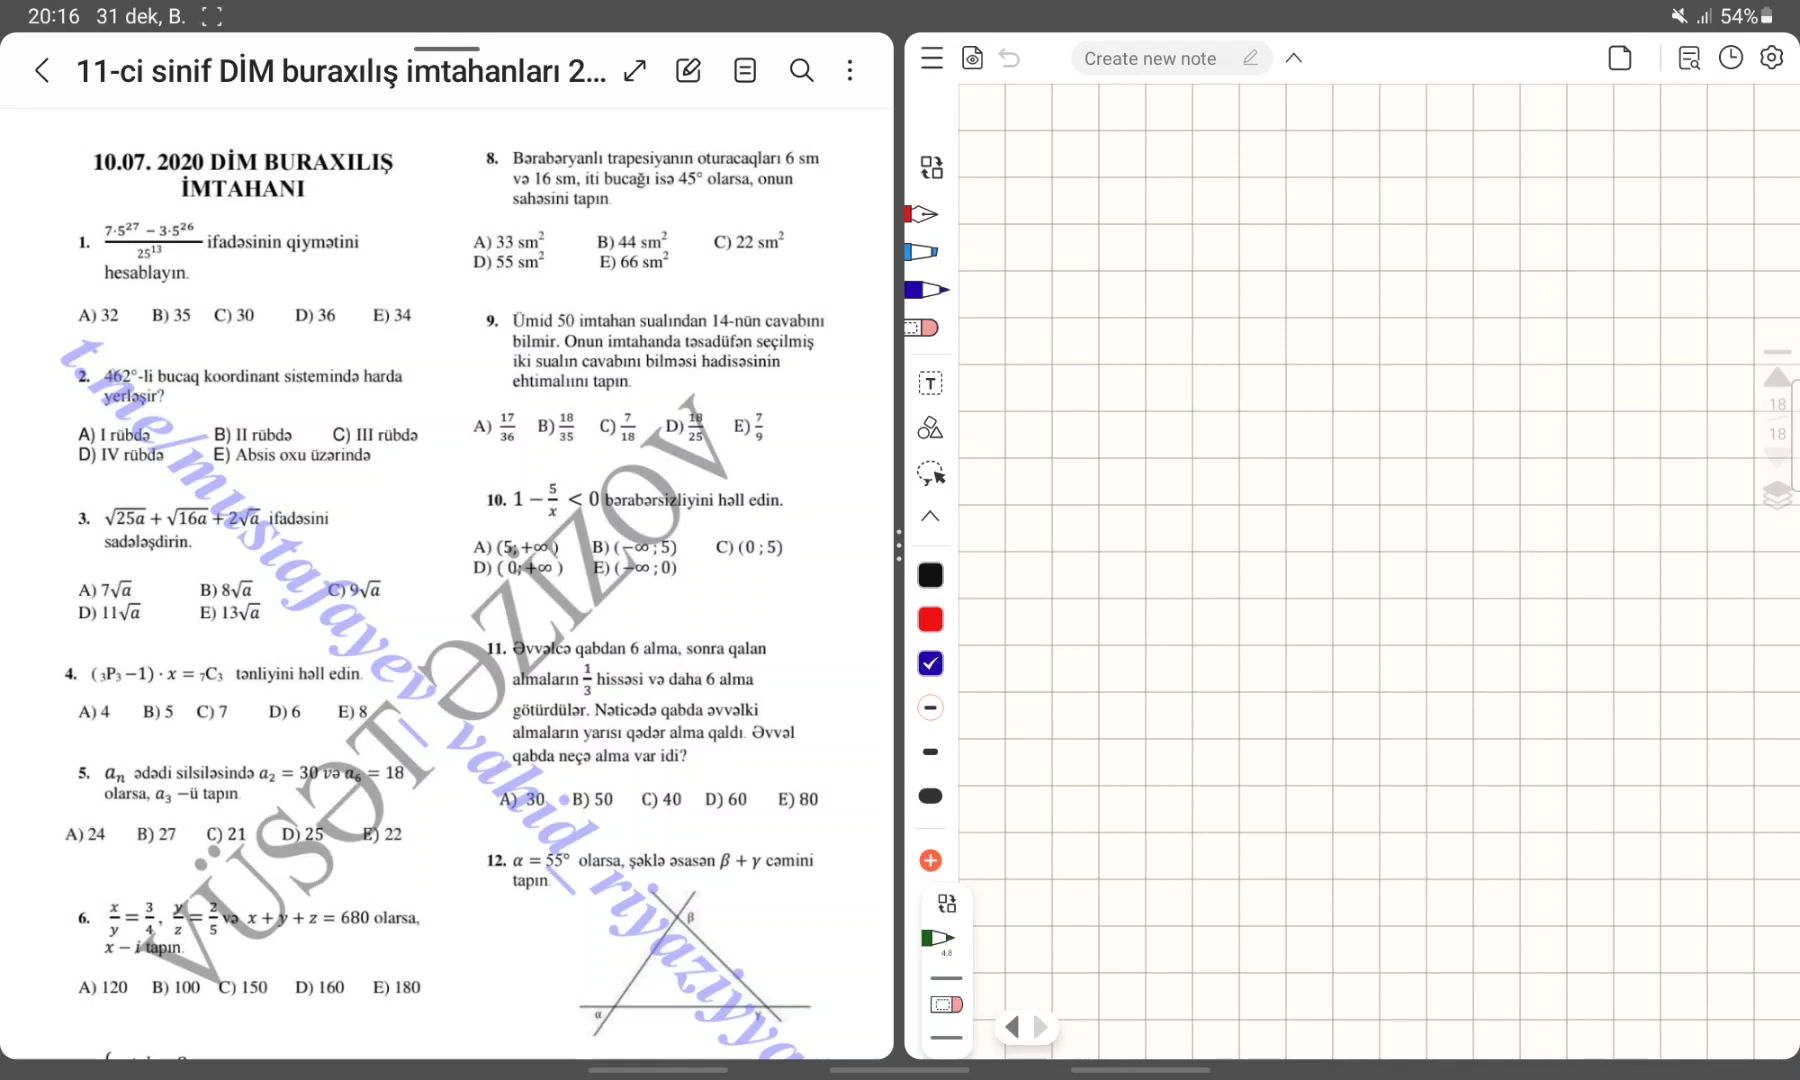 20:16 31 dek, B.
54%
11-ci sinif DİM buraxılış imtahanları 2...
10.07. 2020 DİM BURAXILIŞ
İMTAHANI
1. (7·5²⁷ − 3·5²⁶)/25¹³ ifadəsinin qiymətini
hesablayın.
A) 32 B) 35 C) 30 D) 36 E) 34
2. 462°-li bucaq koordinant sistemində harda
yerləşir?
A) I rübdə B) II rübdə C) III rübdə
D) IV rübdə E) Absis oxu üzərində
3. √25a + √16a + 2√a ifadəsini
sadələşdirin.
A) 7√a B) 8√a C) 9√a
D) 11√a E) 13√a
4. (₃P₃ −1) · x = ₇C₃ tənliyini həll edin.
A) 4 B) 5 C) 7 D) 6 E) 8
5. aₙ ədədi silsiləsində a₂ = 30 və a₆ = 18
olarsa, a₃ −ü tapın.
A) 24 B) 27 C) 21 D) 25 E) 22
6. x/y = 3/4, y/z = 2/5 və x + y + z = 680 olarsa,
x − i tapın.
A) 120 B) 100 C) 150 D) 160 E) 180
8. Bərabəryanlı trapesiyanın oturacaqları 6 sm
və 16 sm, iti bucağı isə 45° olarsa, onun
sahəsini tapın.
A) 33 sm² B) 44 sm² C) 22 sm²
D) 55 sm² E) 66 sm²
9. Ümid 50 imtahan sualından 14-nün cavabını
bilmir. Onun imtahanda təsadüfən seçilmiş
iki sualın cavabını bilməsi hadisəsinin
ehtimalıını tapın.
A) 17/36 B) 18/35 C) 7/18 D) 18/25 E) 7/9
10. 1 − 5/x < 0 bərabərsizliyini həll edin.
A) (5; +∞) B) (−∞ ; 5) C) (0 ; 5)
D) ( 0; +∞ ) E) (−∞ ; 0)
11. Əvvəlcə qabdan 6 alma, sonra qalan
almaların 1/3 hissəsi və daha 6 alma
götürdülər. Nəticədə qabda əvvəlki
almaların yarısı qədər alma qaldı. Əvvəl
qabda neçə alma var idi?
A) 30 B) 50 C) 40 D) 60 E) 80
12. α = 55° olarsa, şəklə əsasən β + γ cəmini
tapın.
β
α γ
VÜSƏT ƏZİZOV
t.me/mustafayev_vahid_riyaziyya
Create new note
T
18
18
4,8